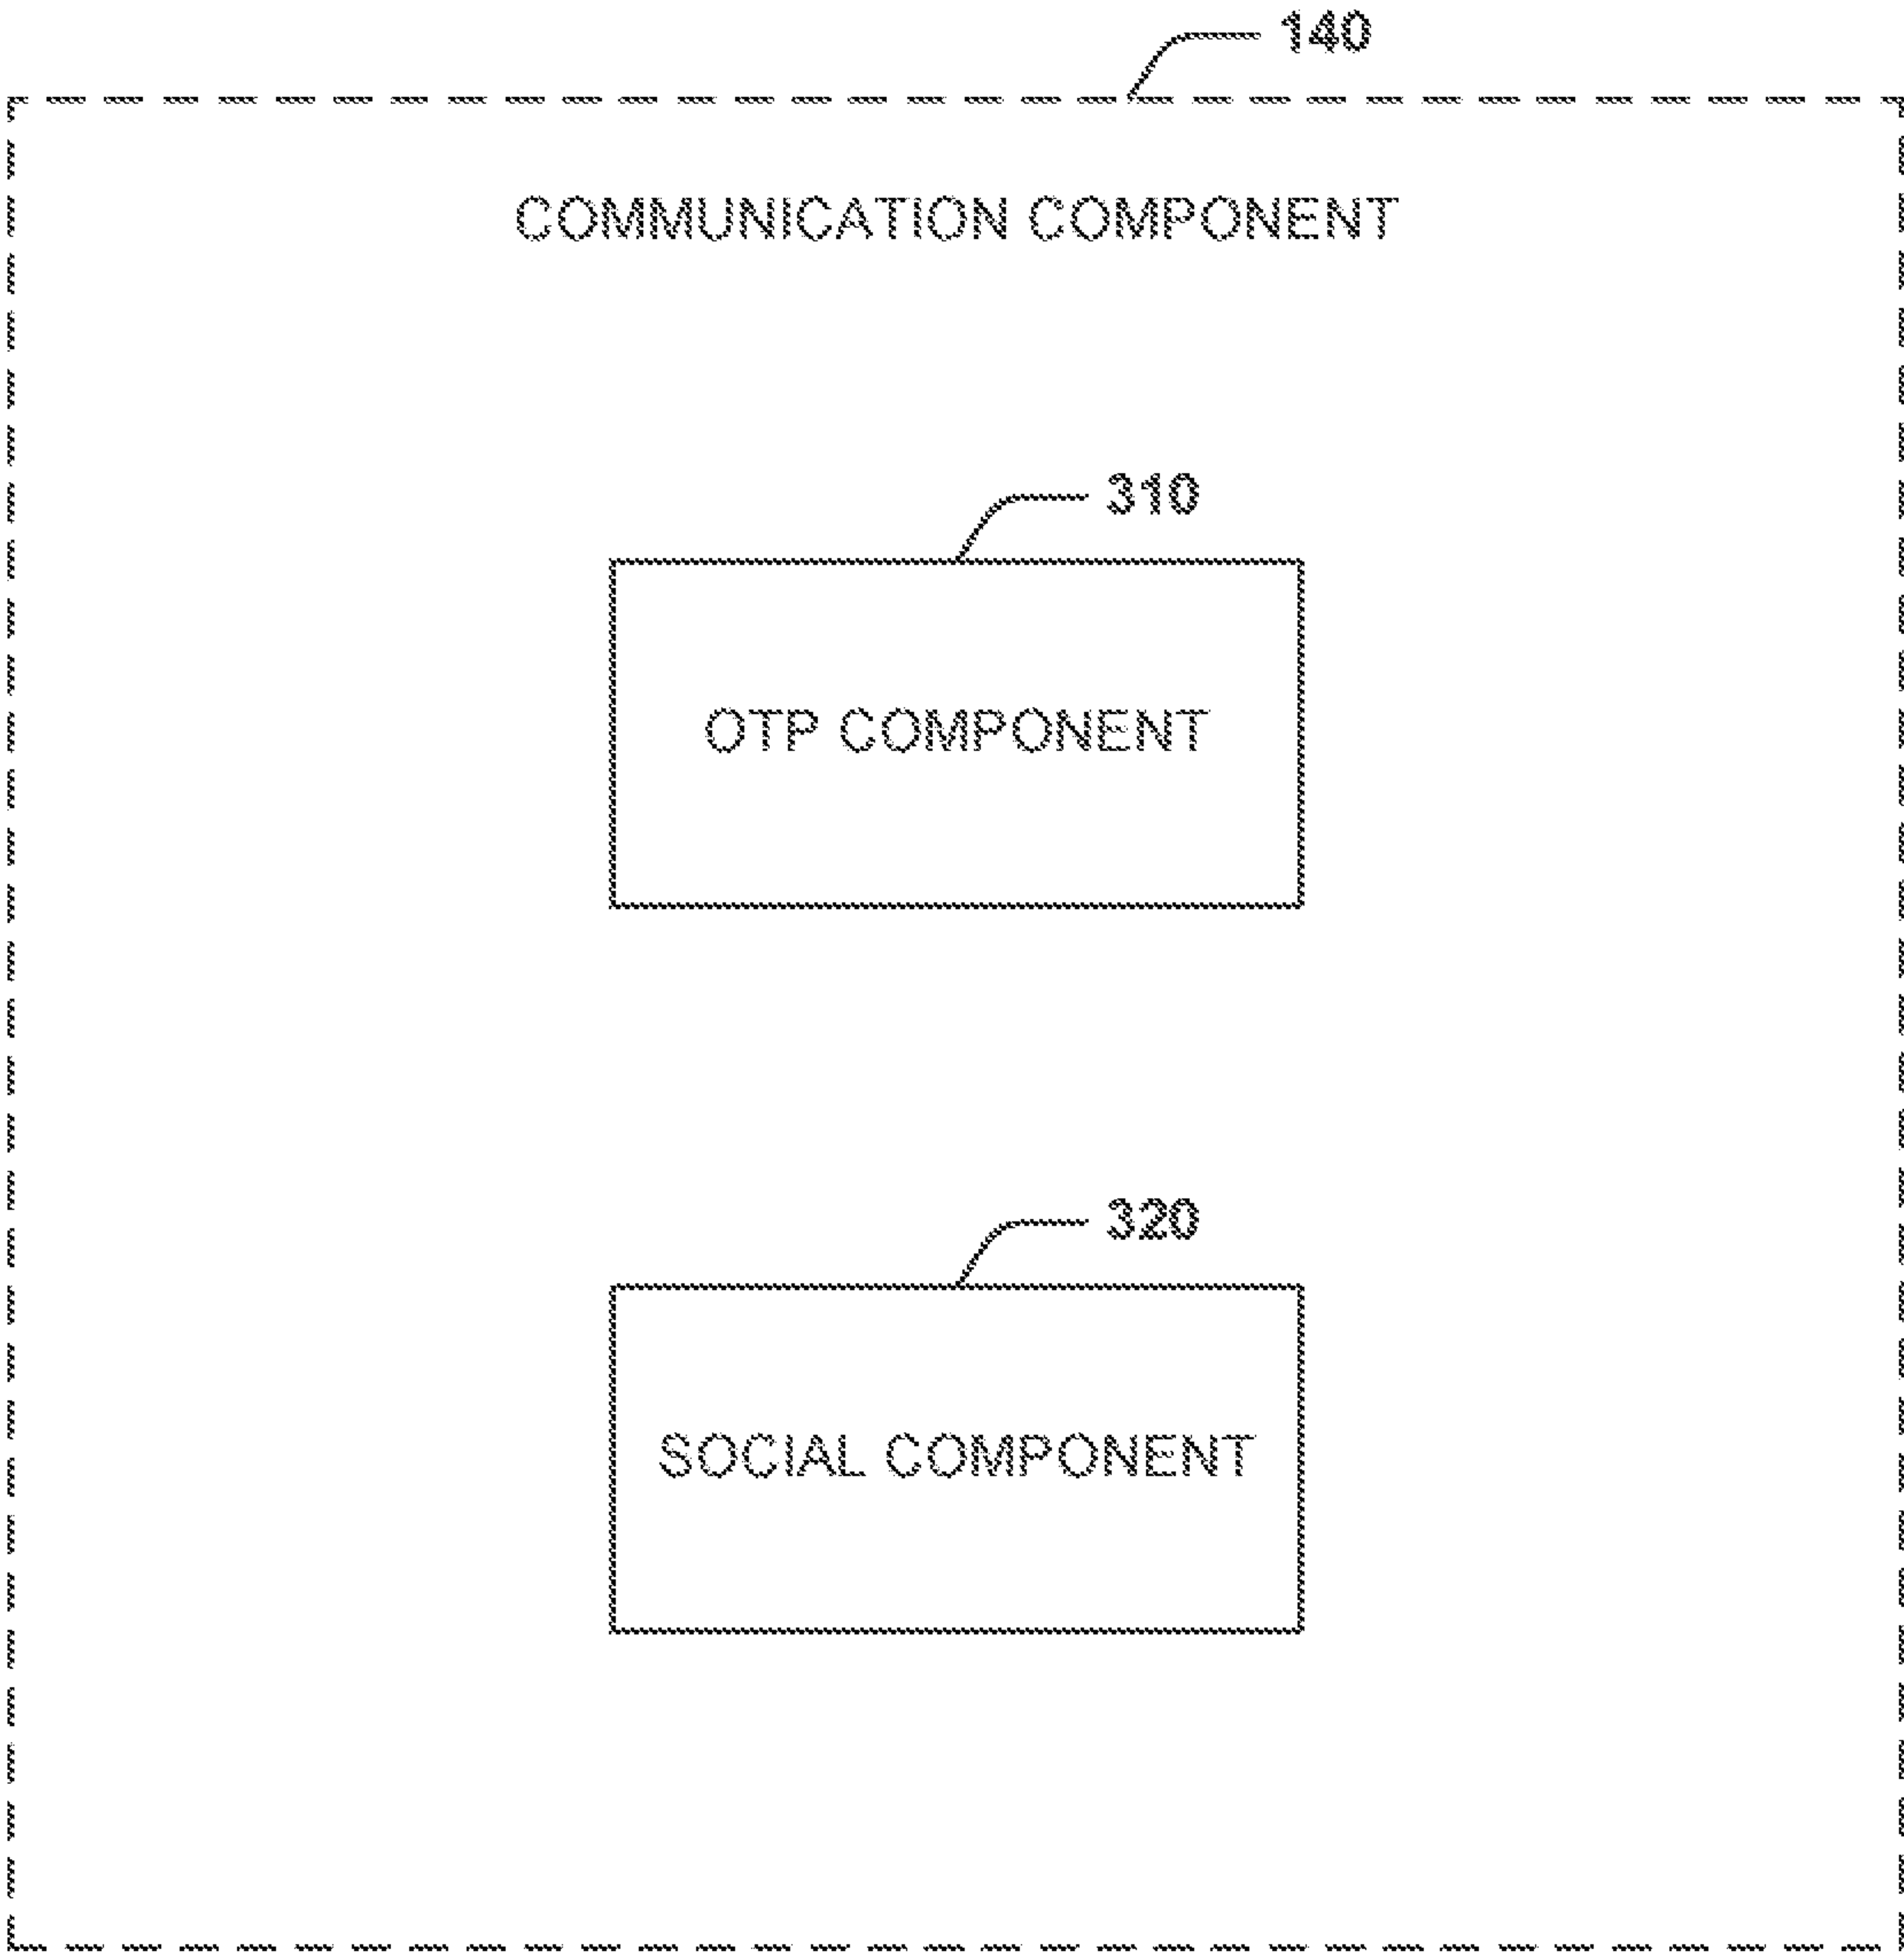 140
COMMUNICATION COMPONENT
310
OTP COMPONENT
320
SOCIAL COMPONENT